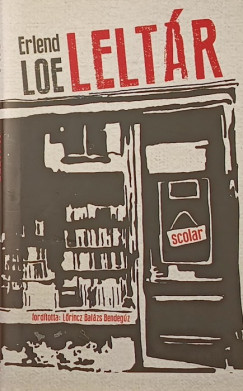 Erlend
LOE LELTÁR
scolar
fordította: Lőrincz Balázs Bendegúz